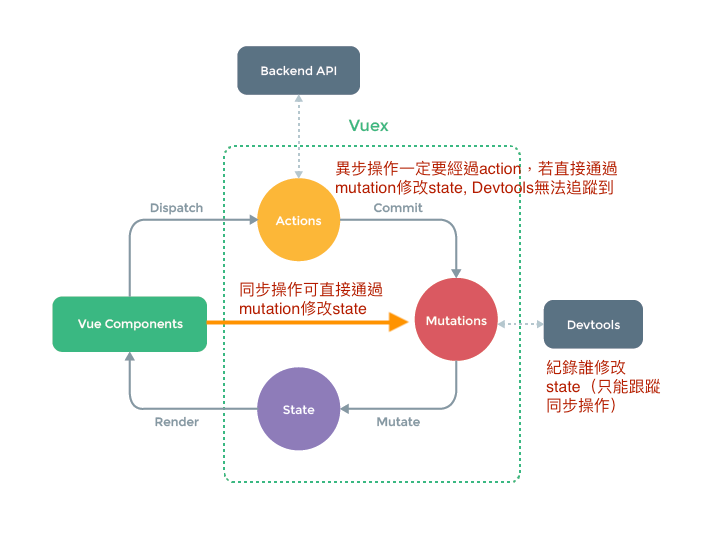 Backend API
Vuex
異步操作一定要經過action，若直接通過
mutation修改state, Devtools無法追蹤到
Dispatch
Actions
Commit
同步操作可直接通過
mutation修改state
Vue Components
Mutations
Devtools
紀錄誰修改
state（只能跟蹤
同步操作）
State
Render
Mutate